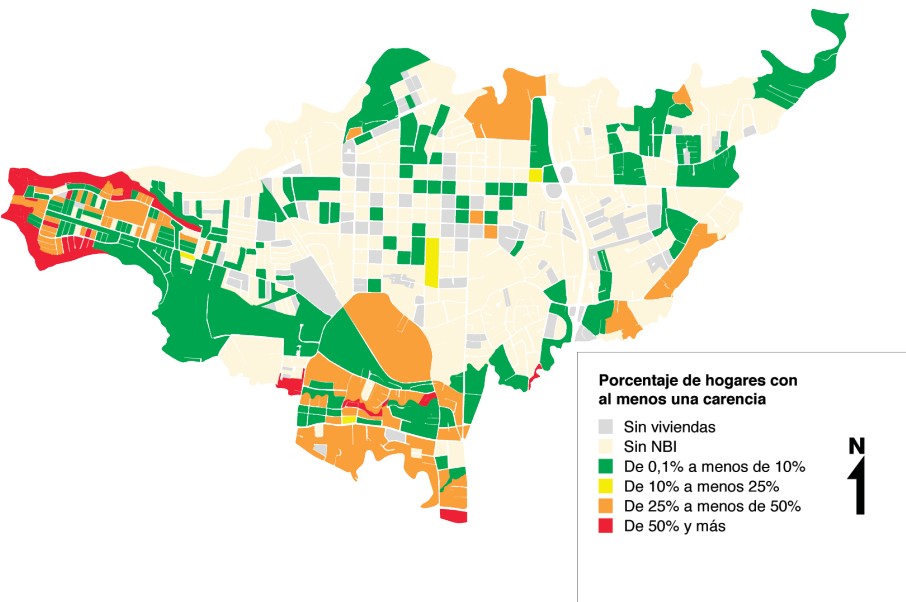 Porcentaje de hogares con
al menos una carencia
Sin viviendas
Sin NBI
De 0,1% a menos de 10%
De 10% a menos 25%
De 25% a menos de 50%
De 50% y más
N